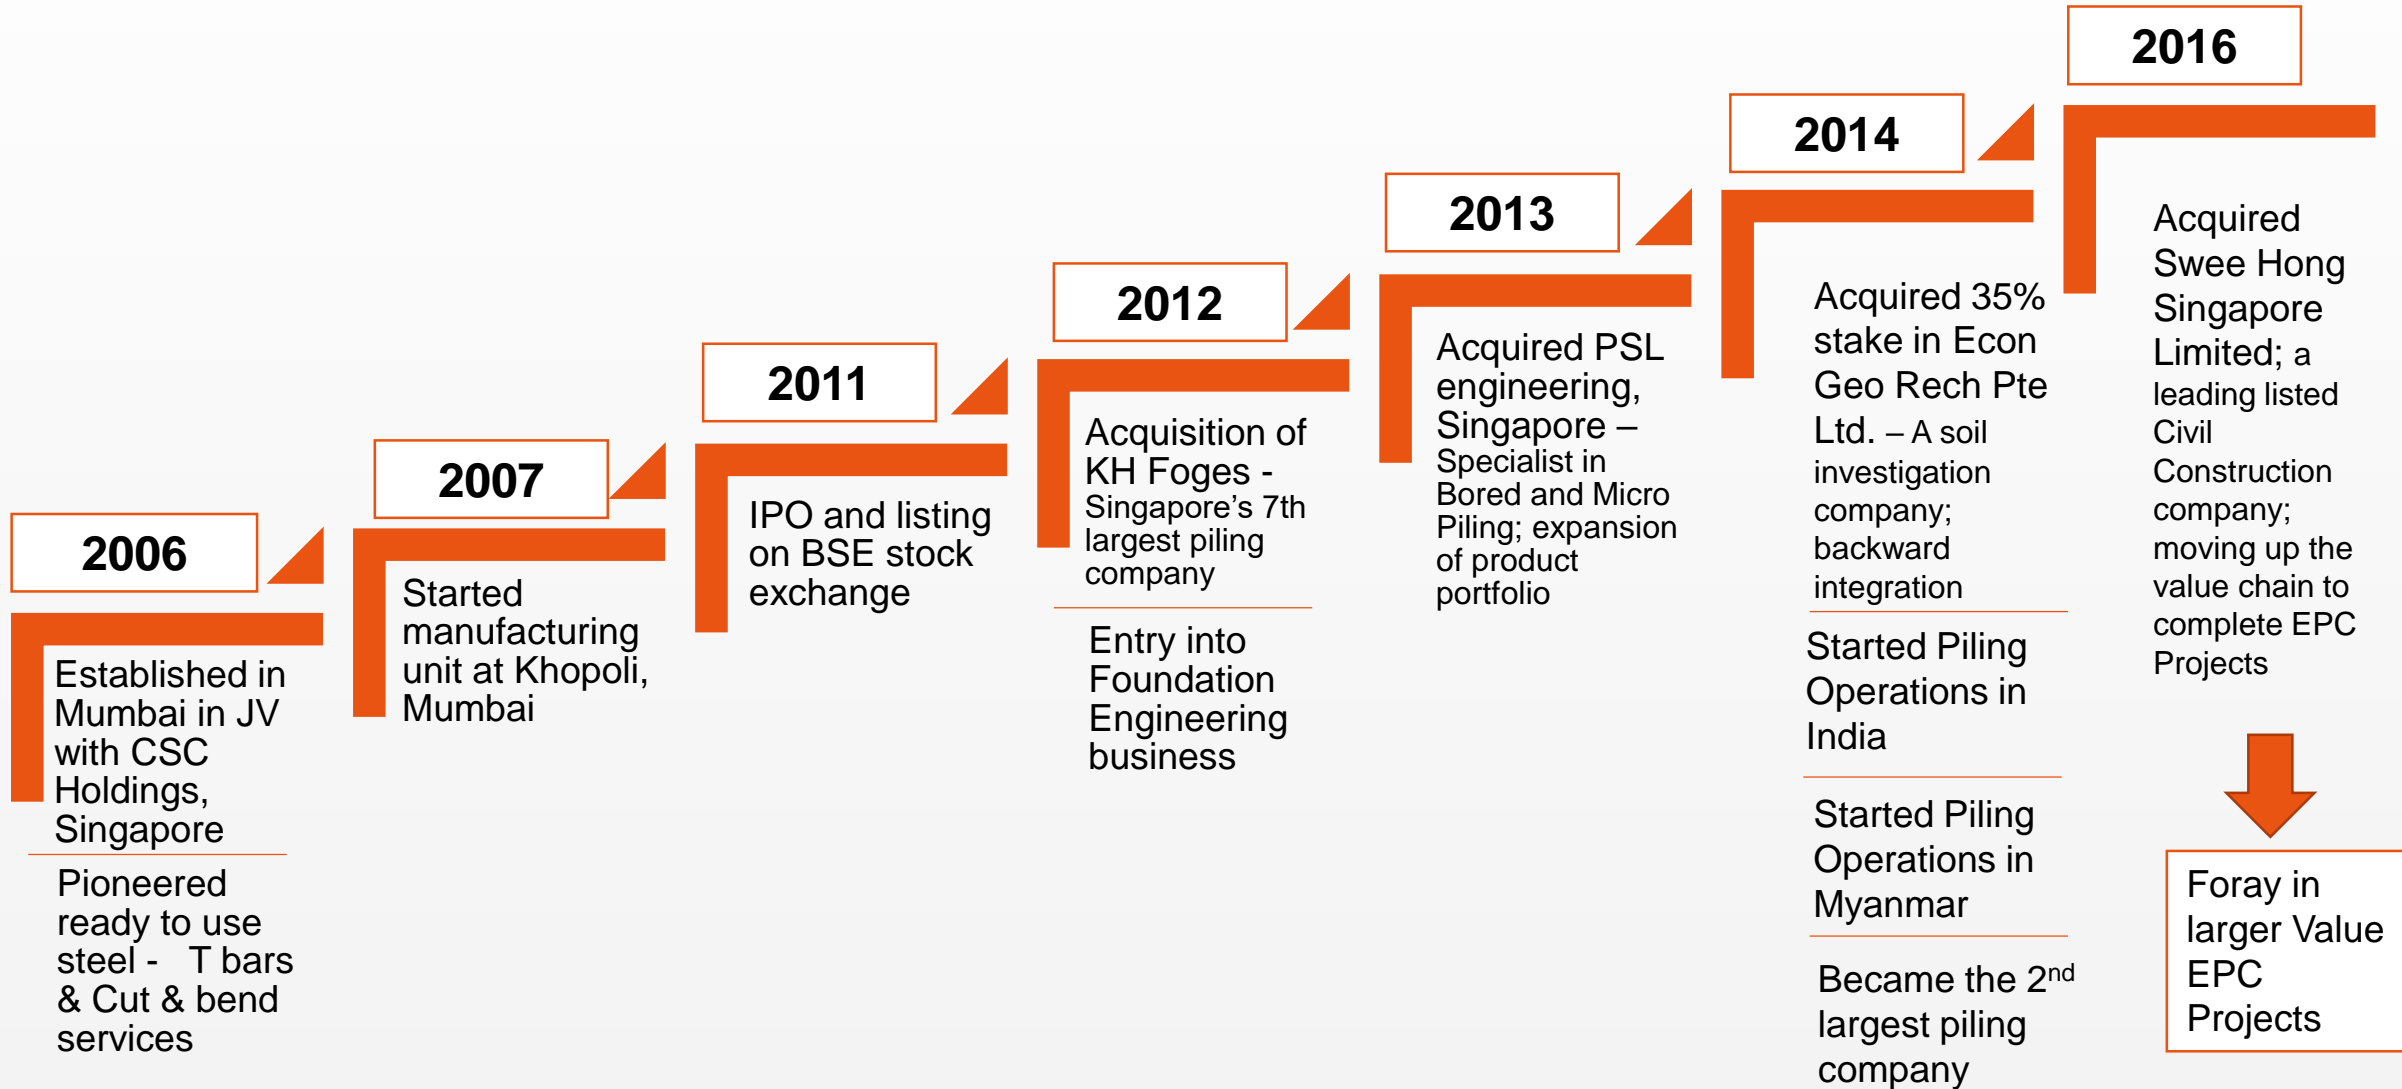 2006
Established in
Mumbai in JV
with CSC
Holdings,
Singapore
Pioneered
ready to use
steel -   T bars
& Cut & bend
services
2007
Started
manufacturing
unit at Khopoli,
Mumbai
2011
IPO and listing
on BSE stock
exchange
2012
Acquisition of
KH Foges -
Singapore’s 7th
largest piling
company
Entry into
Foundation
Engineering
business
2013
Acquired PSL
engineering,
Singapore –
Specialist in
Bored and Micro
Piling; expansion
of product
portfolio
2014
Acquired 35%
stake in Econ
Geo Rech Pte
Ltd. – A soil
investigation
company;
backward
integration
Started Piling
Operations in
India
Started Piling
Operations in
Myanmar
Became the 2nd
largest piling
company
2016
Acquired
Swee Hong
Singapore
Limited; a
leading listed
Civil
Construction
company;
moving up the
value chain to
complete EPC
Projects
Foray in
larger Value
EPC
Projects